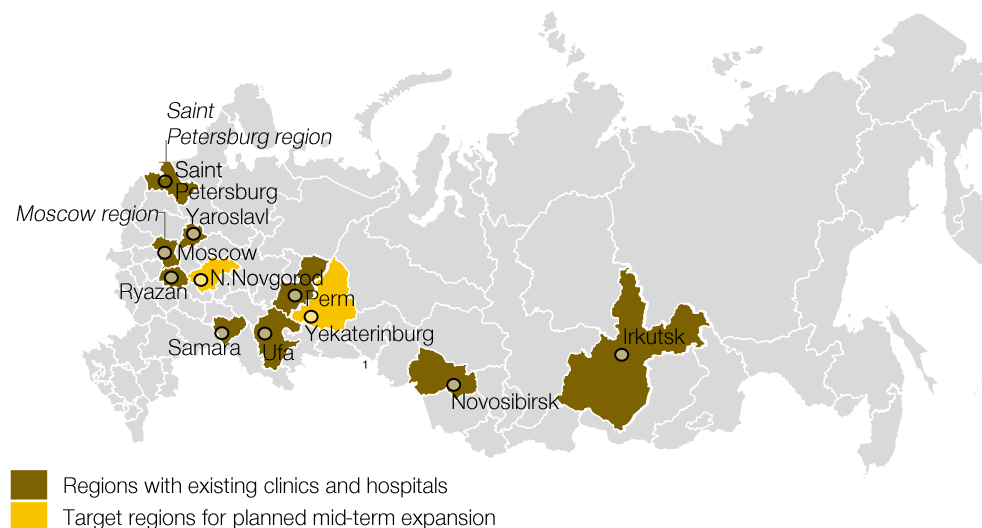 Saint
Petersburg region
Saint
Petersburg
Moscow region
Yaroslavl
Moscow
N.Novgorod
Ryazan
Perm
Yekaterinburg
Samara
Ufa
1
Irkutsk
Novosibirsk
Regions with existing clinics and hospitals
Target regions for planned mid-term expansion